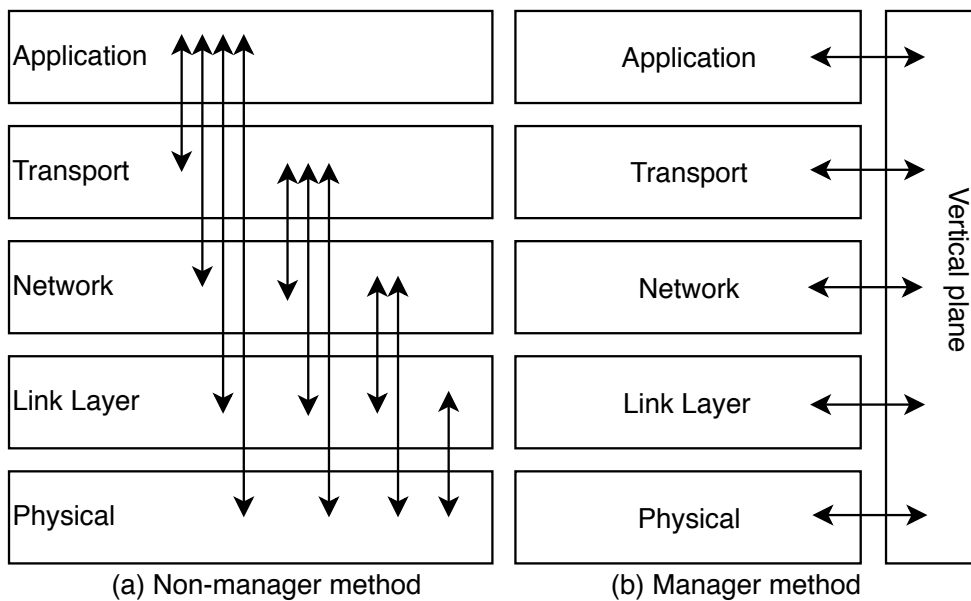 Application
Transport
Network
Link Layer
Physical
(a) Non-manager method
Application
Transport
Network
Link Layer
Physical
Vertical plane
(b) Manager method